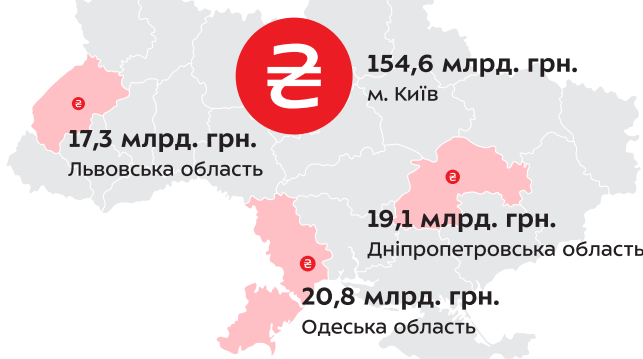 ₴
154,6 млрд. грн.
м. Київ
₴
17,3 млрд. грн.
Львовська область
₴
19,1 млрд. грн.
Дніпропетровська область
₴
20,8 млрд. грн.
Одеська область